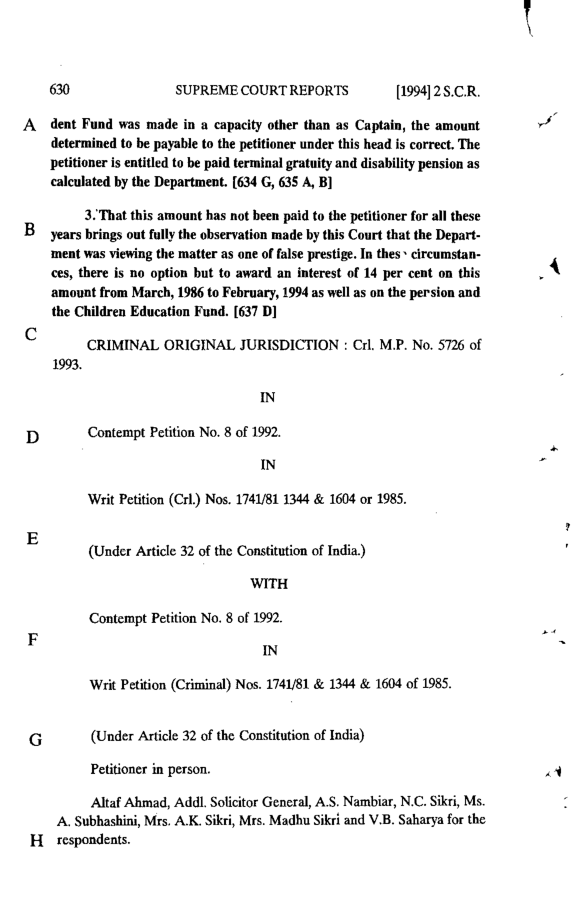 630 SUPREME COURT REPORTS [1994] 2 S.C.R.
A dent Fund was made in a capacity other than as Captain, the amount
determined to be payable to the petitioner under this head is correct. The
petitioner is entitled to be paid terminal gratuity and disability pension as
calculated by the Department. [634 G, 635 A, B]
3. That this amount has not been paid to the petitioner for all these
B years brings out fully the observation made by this Court that the Depart-
ment was viewing the matter as one of false prestige. In thes circumstan-
ces, there is no option but to award an interest of 14 per cent on this
amount from March, 1986 to February, 1994 as well as on the persion and
the Children Education Fund. [637 D]
C
CRIMINAL ORIGINAL JURISDICTION : Crl. M.P. No. 5726 of
1993.
IN
D Contempt Petition No. 8 of 1992.
IN
Writ Petition (Crl.) Nos. 1741/81 1344 & 1604 or 1985.
E
(Under Article 32 of the Constitution of India.)
WITH
Contempt Petition No. 8 of 1992.
F
IN
Writ Petition (Criminal) Nos. 1741/81 & 1344 & 1604 of 1985.
G (Under Article 32 of the Constitution of India)
Petitioner in person.
Altaf Ahmad, Addl. Solicitor General, A.S. Nambiar, N.C. Sikri, Ms.
A. Subhashini, Mrs. A.K. Sikri, Mrs. Madhu Sikri and V.B. Saharya for the
H respondents.